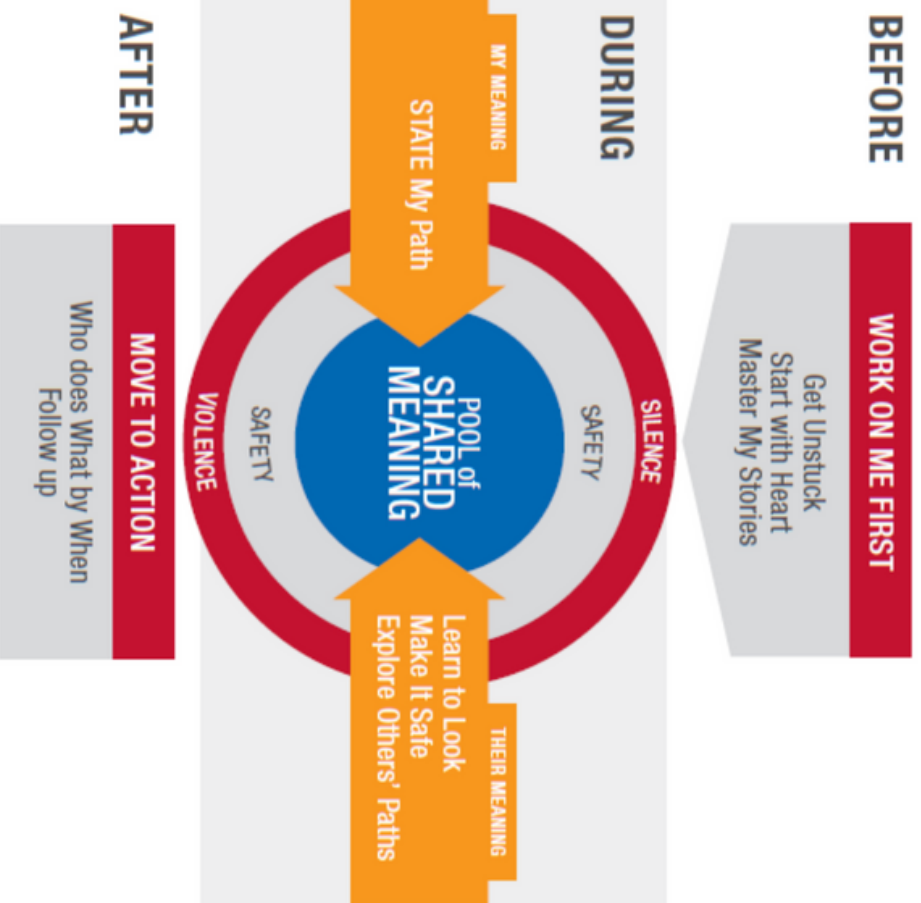 BEFORE
WORK ON ME FIRST
Get Unstuck
Start with Heart
Master My Stories
DURING
SILENCE
SAFETY
MY MEANING
STATE My Path
POOL of
SHARED
MEANING
THEIR MEANING
Learn to Look
Make It Safe
Explore Others' Paths
SAFETY
VIOLENCE
AFTER
MOVE TO ACTION
Who does What by When
Follow up